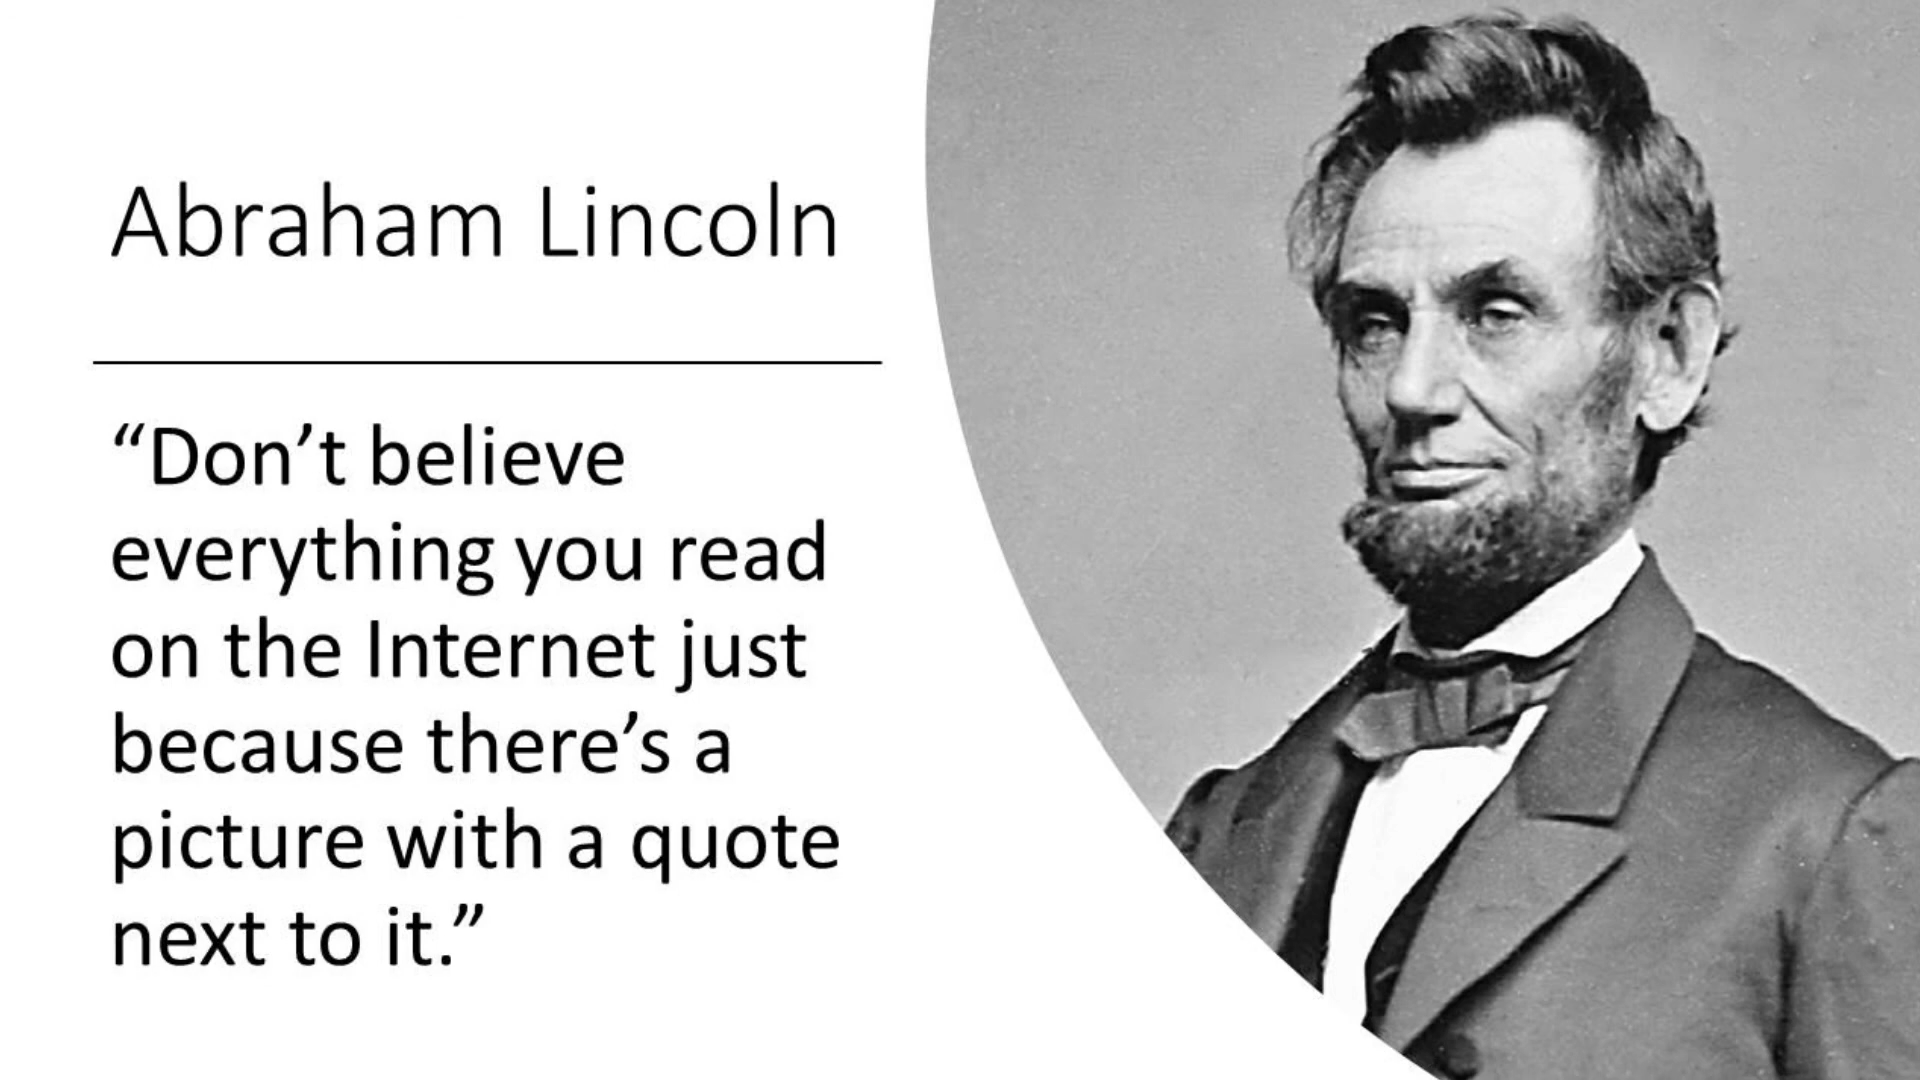 Abraham Lincoln
“Don’t believe
everything you read
on the Internet just
because there’s a
picture with a quote
next to it.”